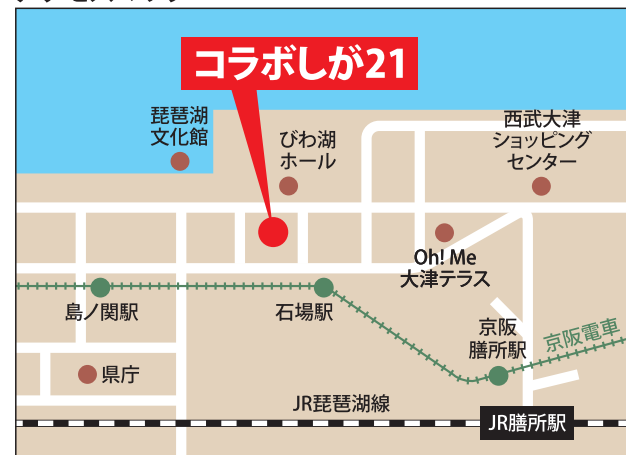 コラボしが21
琵琶湖
文化館
びわ湖
ホール
西武大津
ショッピング
センター
Oh! Me
大津テラス
島ノ関駅
石場駅
京阪
膳所駅
京阪電車
県庁
JR琵琶湖線
JR膳所駅